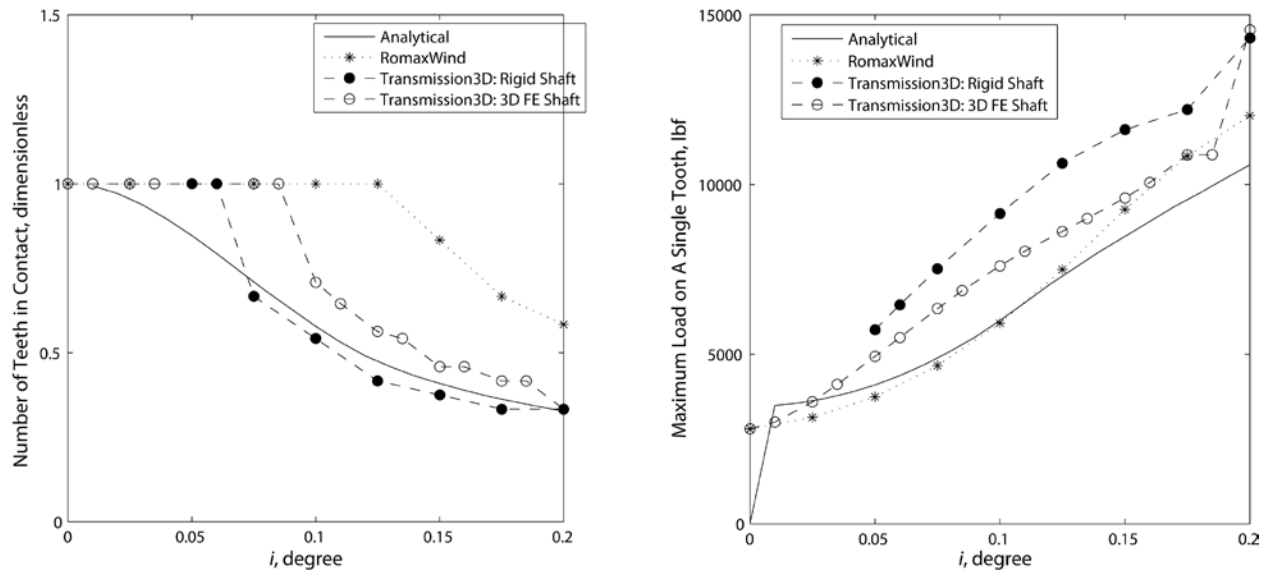 1.5
Analytical
RomaxWind
Transmission3D: Rigid Shaft
Transmission3D: 3D FE Shaft
1
0.5
0
Number of Teeth in Contact, dimensionless
0
0.05
0.1
0.15
0.2
i, degree
15000
Analytical
RomaxWind
Transmission3D: Rigid Shaft
Transmission3D: 3D FE Shaft
10000
5000
0
Maximum Load on A Single Tooth, lbf
0
0.05
0.1
0.15
0.2
i, degree